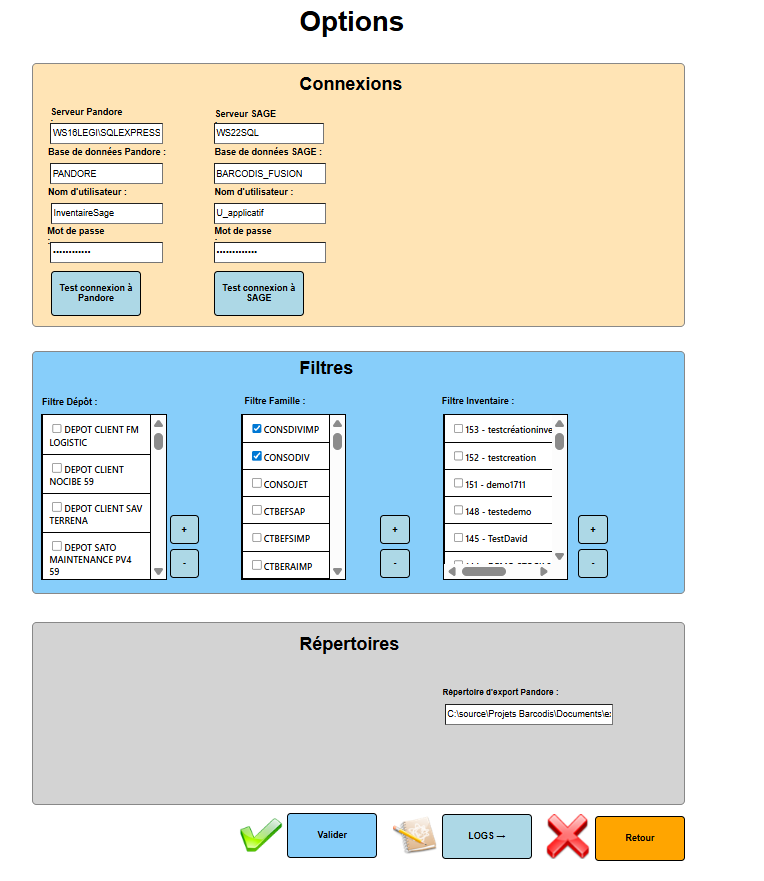 Options
Connexions
Serveur Pandore
:
WS16LEGI\SQLEXPRESS
Base de données Pandore :
PANDORE
Nom d'utilisateur :
InventaireSage
Mot de passe
:
••••••••••••
Test connexion à
Pandore
Serveur SAGE
:
WS22SQL
Base de données SAGE :
BARCODIS_FUSION
Nom d'utilisateur :
U_applicatif
Mot de passe
:
•••••••••••••
Test connexion à
SAGE
Filtres
Filtre Dépôt :
DEPOT CLIENT FM
LOGISTIC
DEPOT CLIENT
NOCIBE 59
DEPOT CLIENT SAV
TERRENA
DEPOT SATO
MAINTENANCE PV4
59
+
-
Filtre Famille :
CONSDIVIMP
CONSODIV
CONSOJET
CTBEFSAP
CTBEFSIMP
CTBERAIMP
+
-
Filtre Inventaire :
153 - testcréationinve
152 - testcreation
151 - demo1711
148 - testedemo
145 - TestDavid
+
-
Répertoires
Répertoire d'export Pandore :
C:\source\Projets Barcodis\Documents\e
Valider
LOGS →
Retour